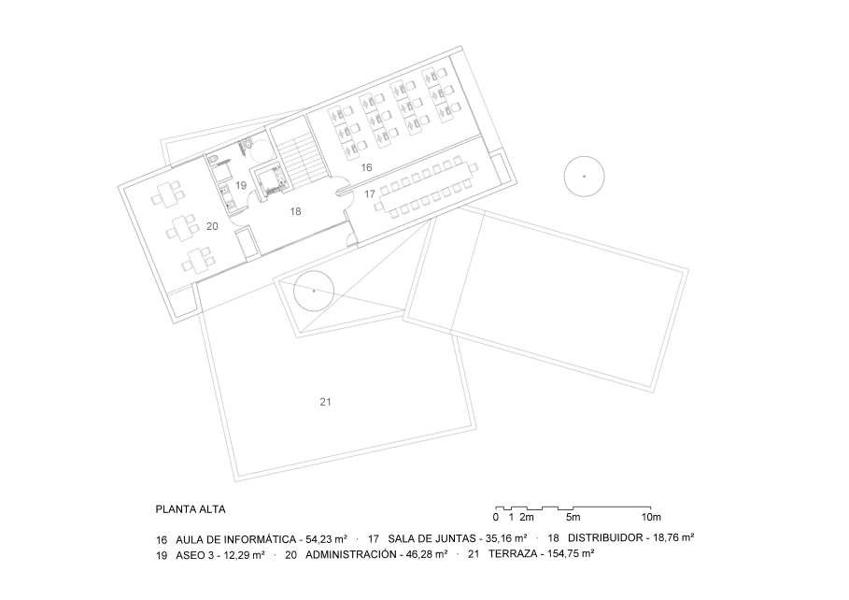 16
17
19
18
20
21
PLANTA ALTA
0 1 2m 5m 10m
16 AULA DE INFORMÁTICA - 54,23 m² · 17 SALA DE JUNTAS - 35,16 m² · 18 DISTRIBUIDOR - 18,76 m²
19 ASEO 3 - 12,29 m² · 20 ADMINISTRACIÓN - 46,28 m² · 21 TERRAZA - 154,75 m²